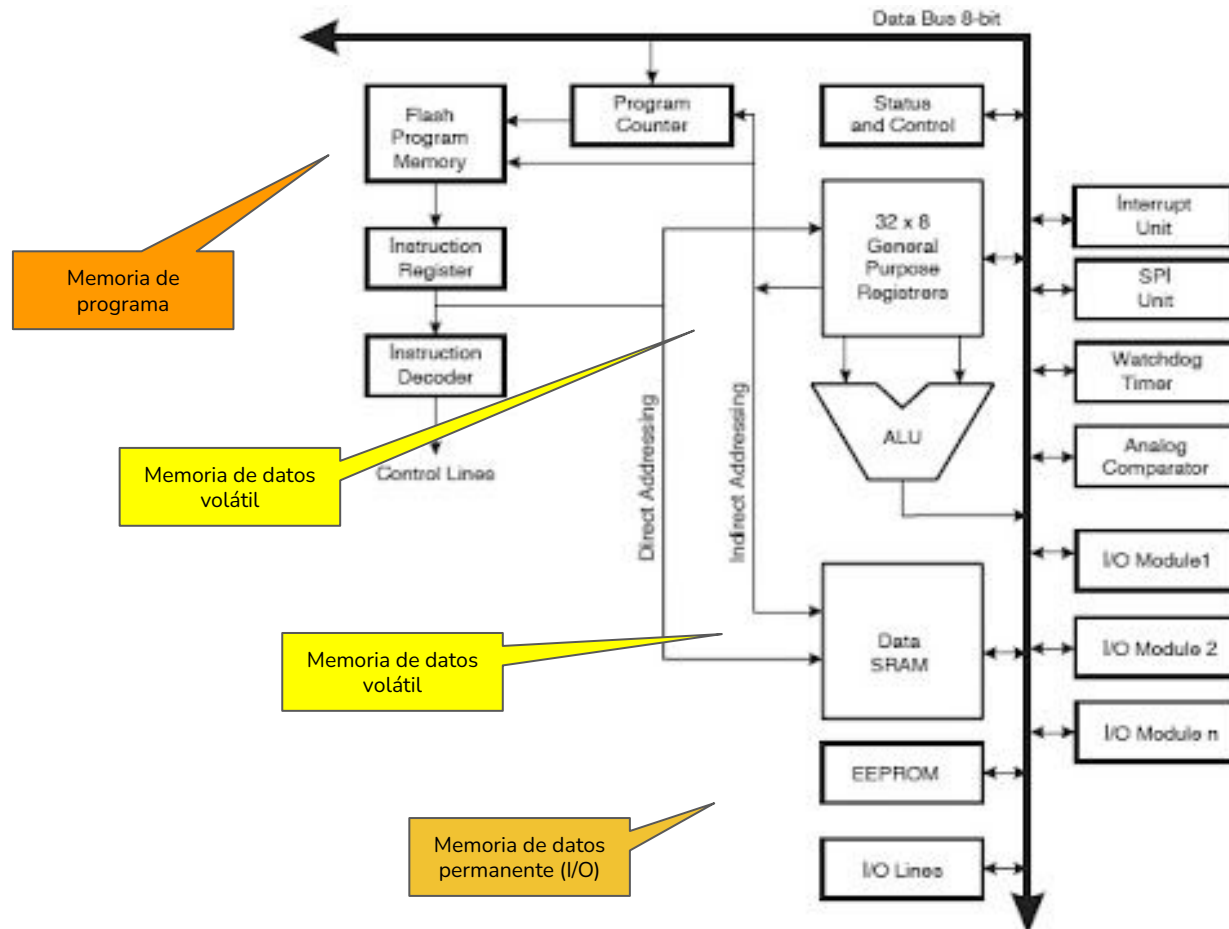 Data Bus 8-bit
Flash
Program
Memory
Program
Counter
Status
and Control
Memoria de
programa
Instruction
Register
32 x 8
General
Purpose
Registrers
Interrupt
Unit
SPI
Unit
Instruction
Decoder
Watchdog
Timer
ALU
Analog
Comparator
Memoria de datos
volátil
Control Lines
Direct Addressing
Indirect Addressing
I/O Module1
Memoria de datos
volátil
Data
SRAM
I/O Module 2
I/O Module n
EEPROM
Memoria de datos
permanente (I/O)
I/O Lines